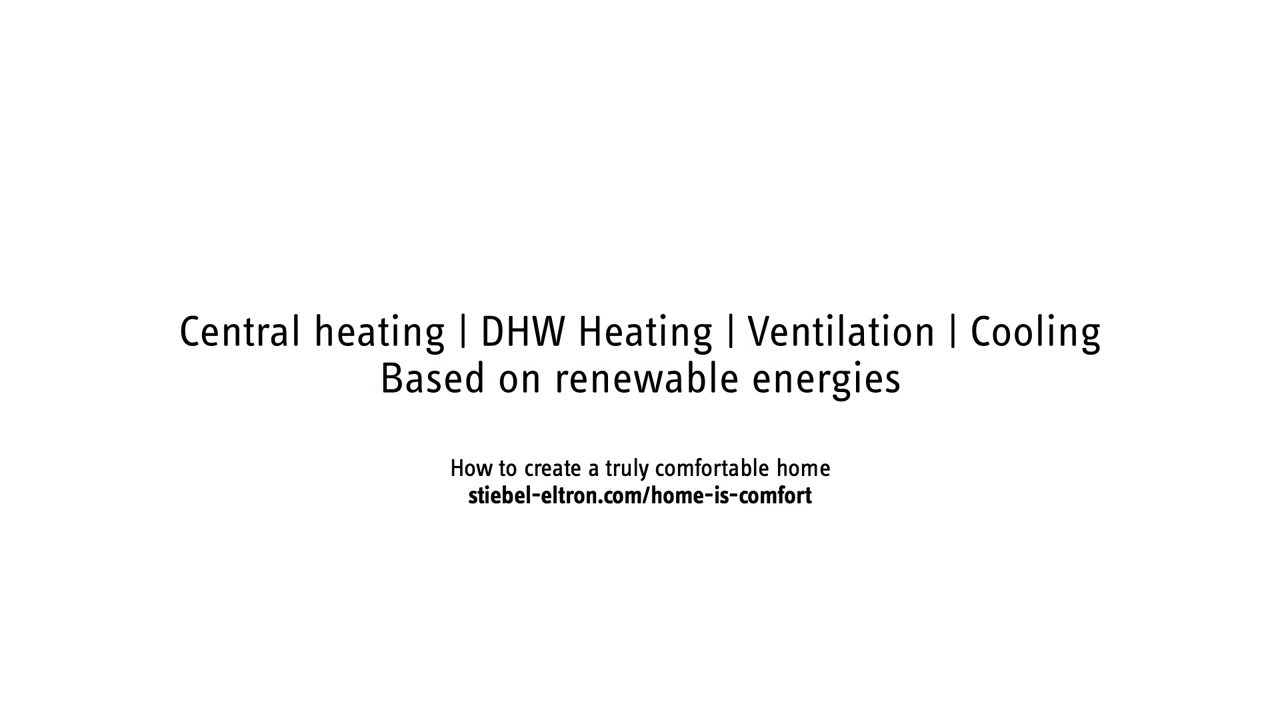 Central heating | DHW Heating | Ventilation | Cooling
Based on renewable energies
How to create a truly comfortable home
stiebel-eltron.com/home-is-comfort